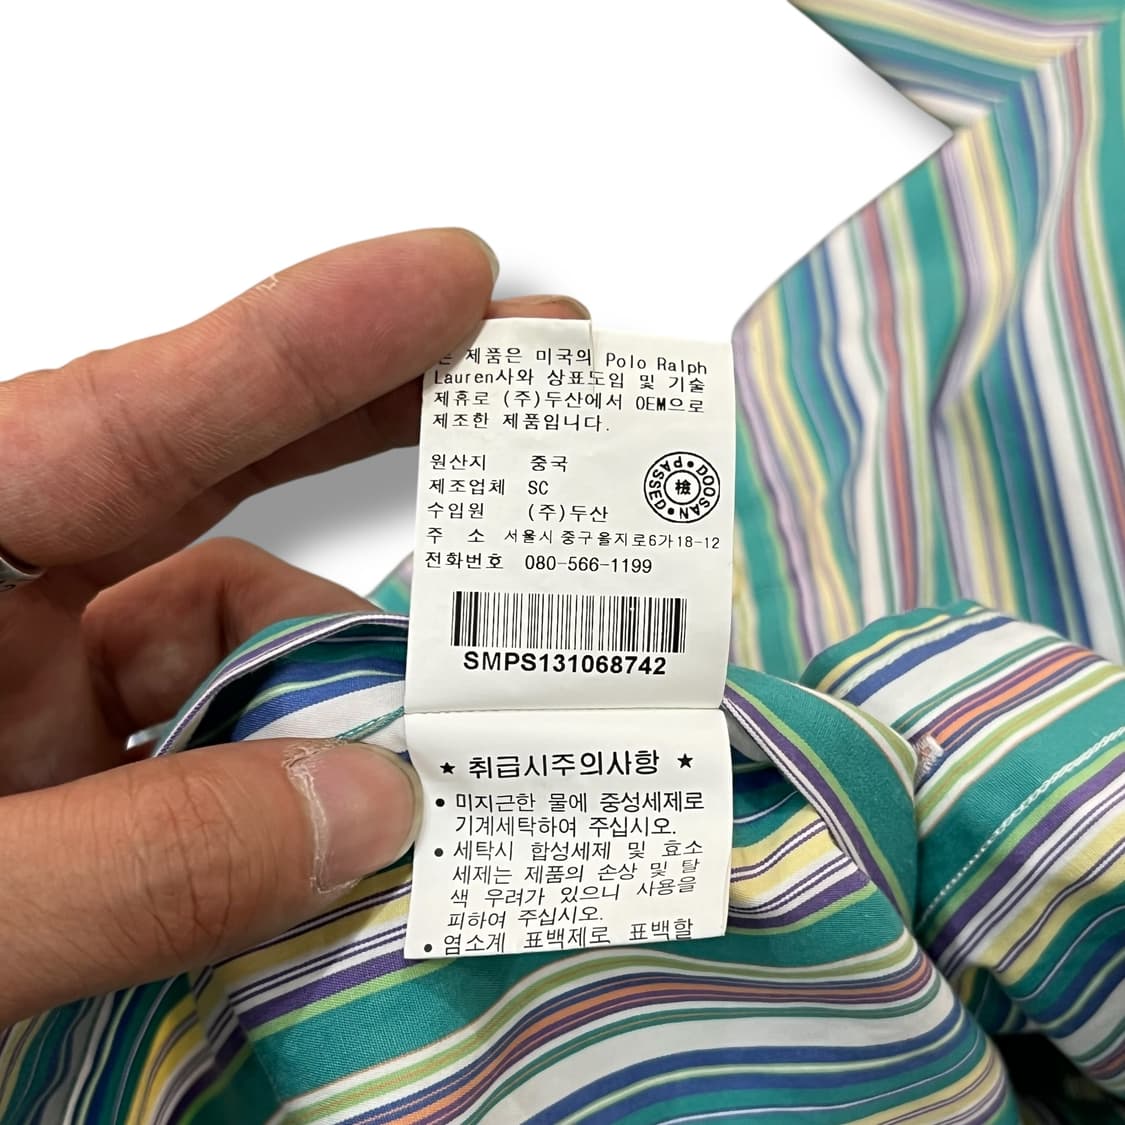 본 제품은 미국의 Polo Ralph
Lauren사와 상표도입 및 기술
제휴로 (주)두산에서 OEM으로
제조한 제품입니다.
원산지 중국
제조업체 SC
수입원 (주)두산
주 소 서울시 중구을지로6가18-12
전화번호 080-566-1199
DOOSAN PASSED
檢
SMPS131068742
★ 취급시주의사항 ★
• 미지근한 물에 중성세제로
기계세탁하여 주십시오.
• 세탁시 합성세제 및 효소
세제는 제품의 손상 및 탈
색 우려가 있으니 사용을
피하여 주십시오.
• 염소계 표백제로 표백할